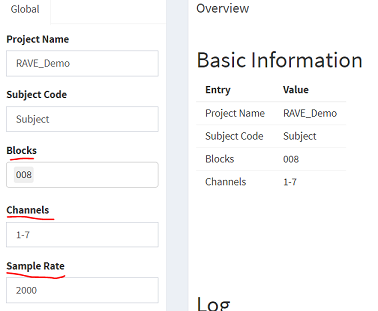 Global
Project Name
RAVE_Demo
Subject Code
Subject
Blocks
008
Channels
1-7
Sample Rate
2000
Overview
Basic Information
Entry Value
Project Name RAVE_Demo
Subject Code Subject
Blocks 008
Channels 1-7
Log